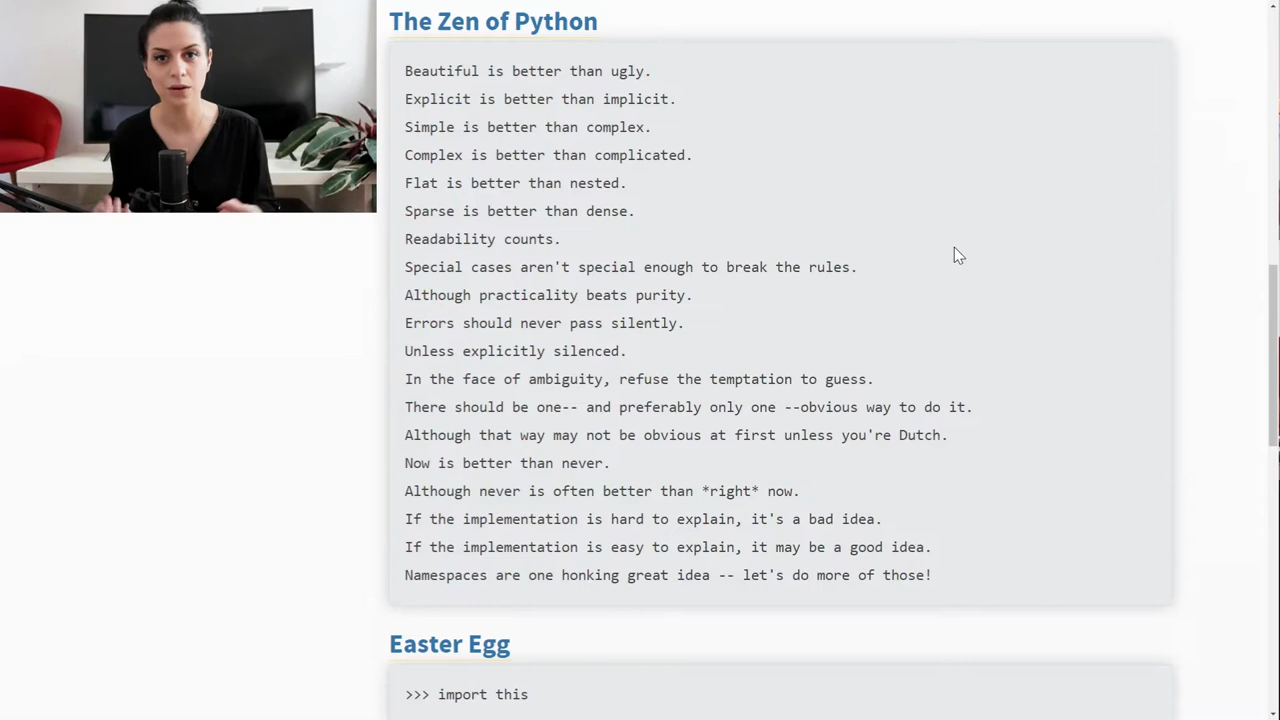 The Zen of Python
Beautiful is better than ugly.
Explicit is better than implicit.
Simple is better than complex.
Complex is better than complicated.
Flat is better than nested.
Sparse is better than dense.
Readability counts.
Special cases aren't special enough to break the rules.
Although practicality beats purity.
Errors should never pass silently.
Unless explicitly silenced.
In the face of ambiguity, refuse the temptation to guess.
There should be one-- and preferably only one --obvious way to do it.
Although that way may not be obvious at first unless you're Dutch.
Now is better than never.
Although never is often better than *right* now.
If the implementation is hard to explain, it's a bad idea.
If the implementation is easy to explain, it may be a good idea.
Namespaces are one honking great idea -- let's do more of those!
Easter Egg
>>> import this